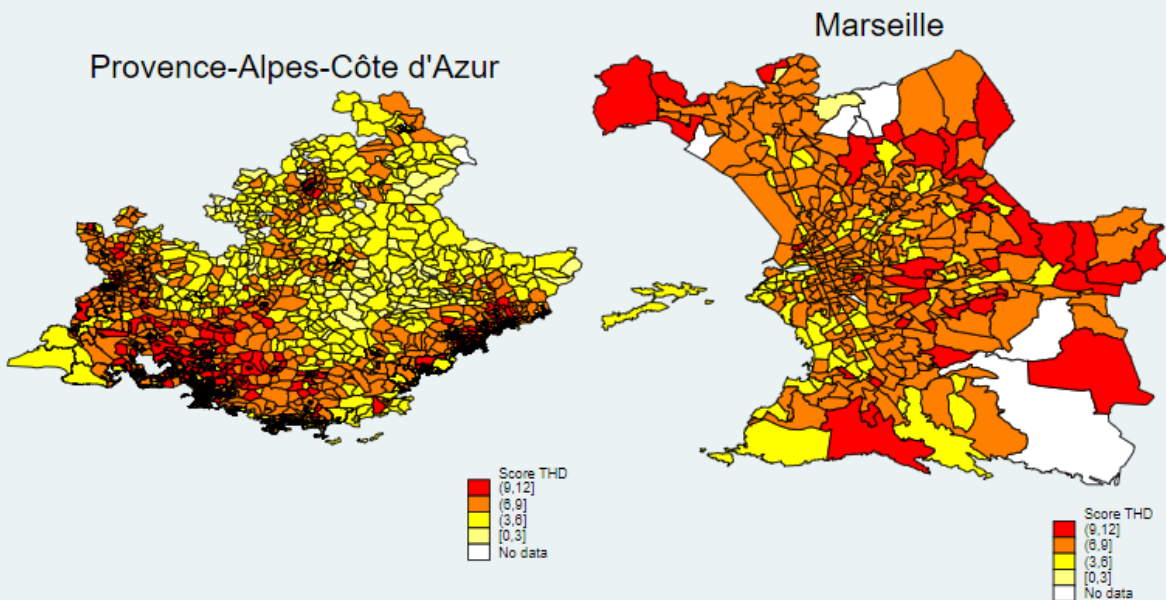 Provence-Alpes-Côte d'Azur
Marseille
Score THD
(9,12]
(6,9]
(3,6]
[0,3]
No data
Score THD
(9,12]
(6,9]
(3,6]
[0,3]
No data